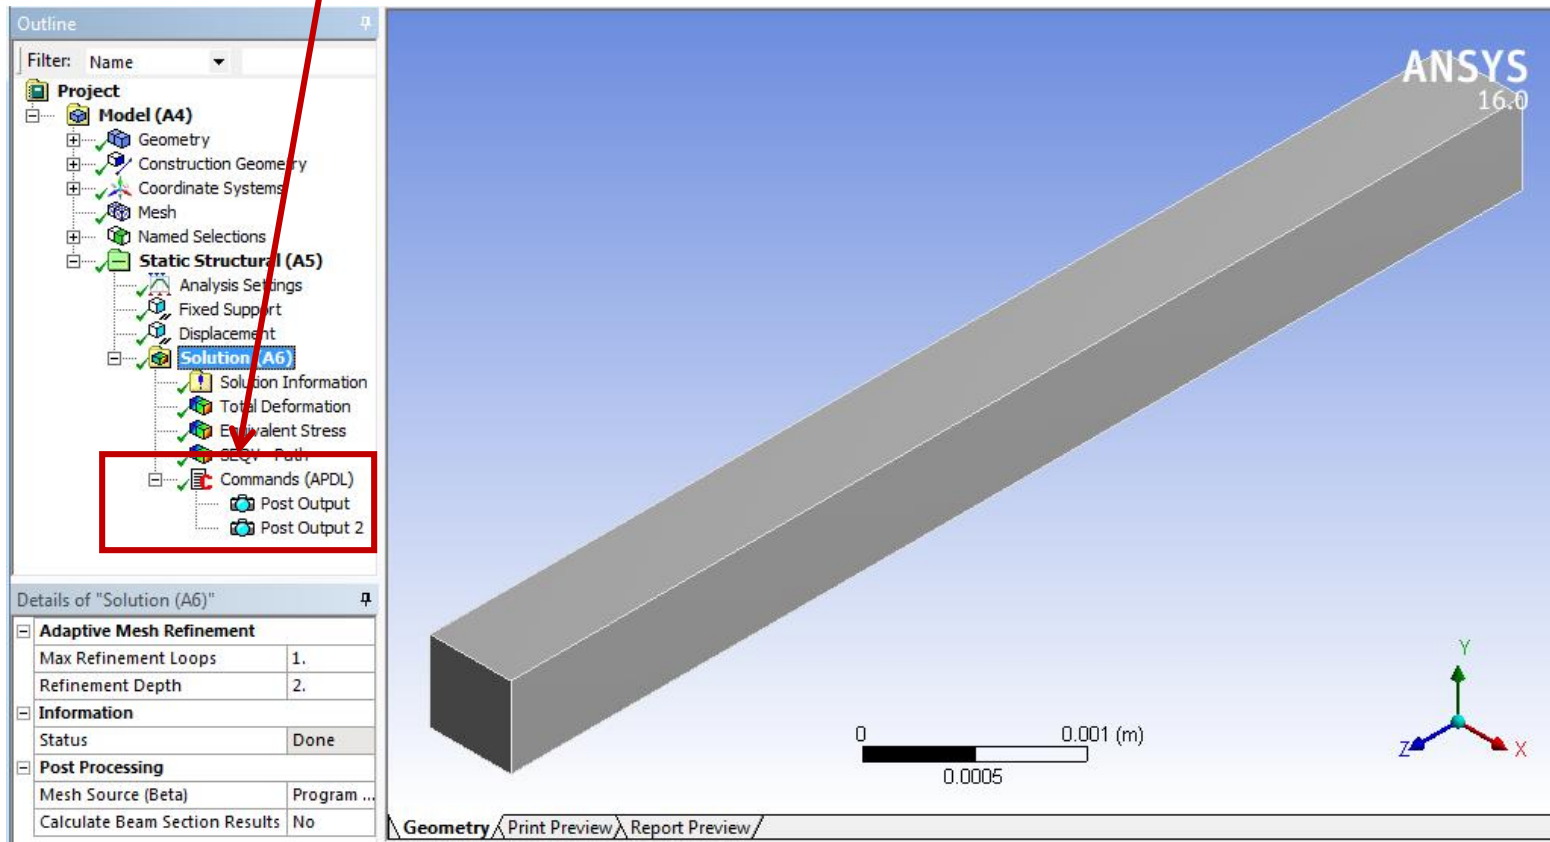 Outline
Filter: Name
Project
Model (A4)
Geometry
Construction Geometry
Coordinate Systems
Mesh
Named Selections
Static Structural (A5)
Analysis Settings
Fixed Support
Displacement
Solution (A6)
Solution Information
Total Deformation
Equivalent Stress
SEQV - Path
Commands (APDL)
Post Output
Post Output 2
Details of "Solution (A6)"
Adaptive Mesh Refinement
Max Refinement Loops 1.
Refinement Depth 2.
Information
Status Done
Post Processing
Mesh Source (Beta) Program ...
Calculate Beam Section Results No
ANSYS
16.0
0 0.001 (m)
0.0005
Y
Z X
Geometry Print Preview Report Preview